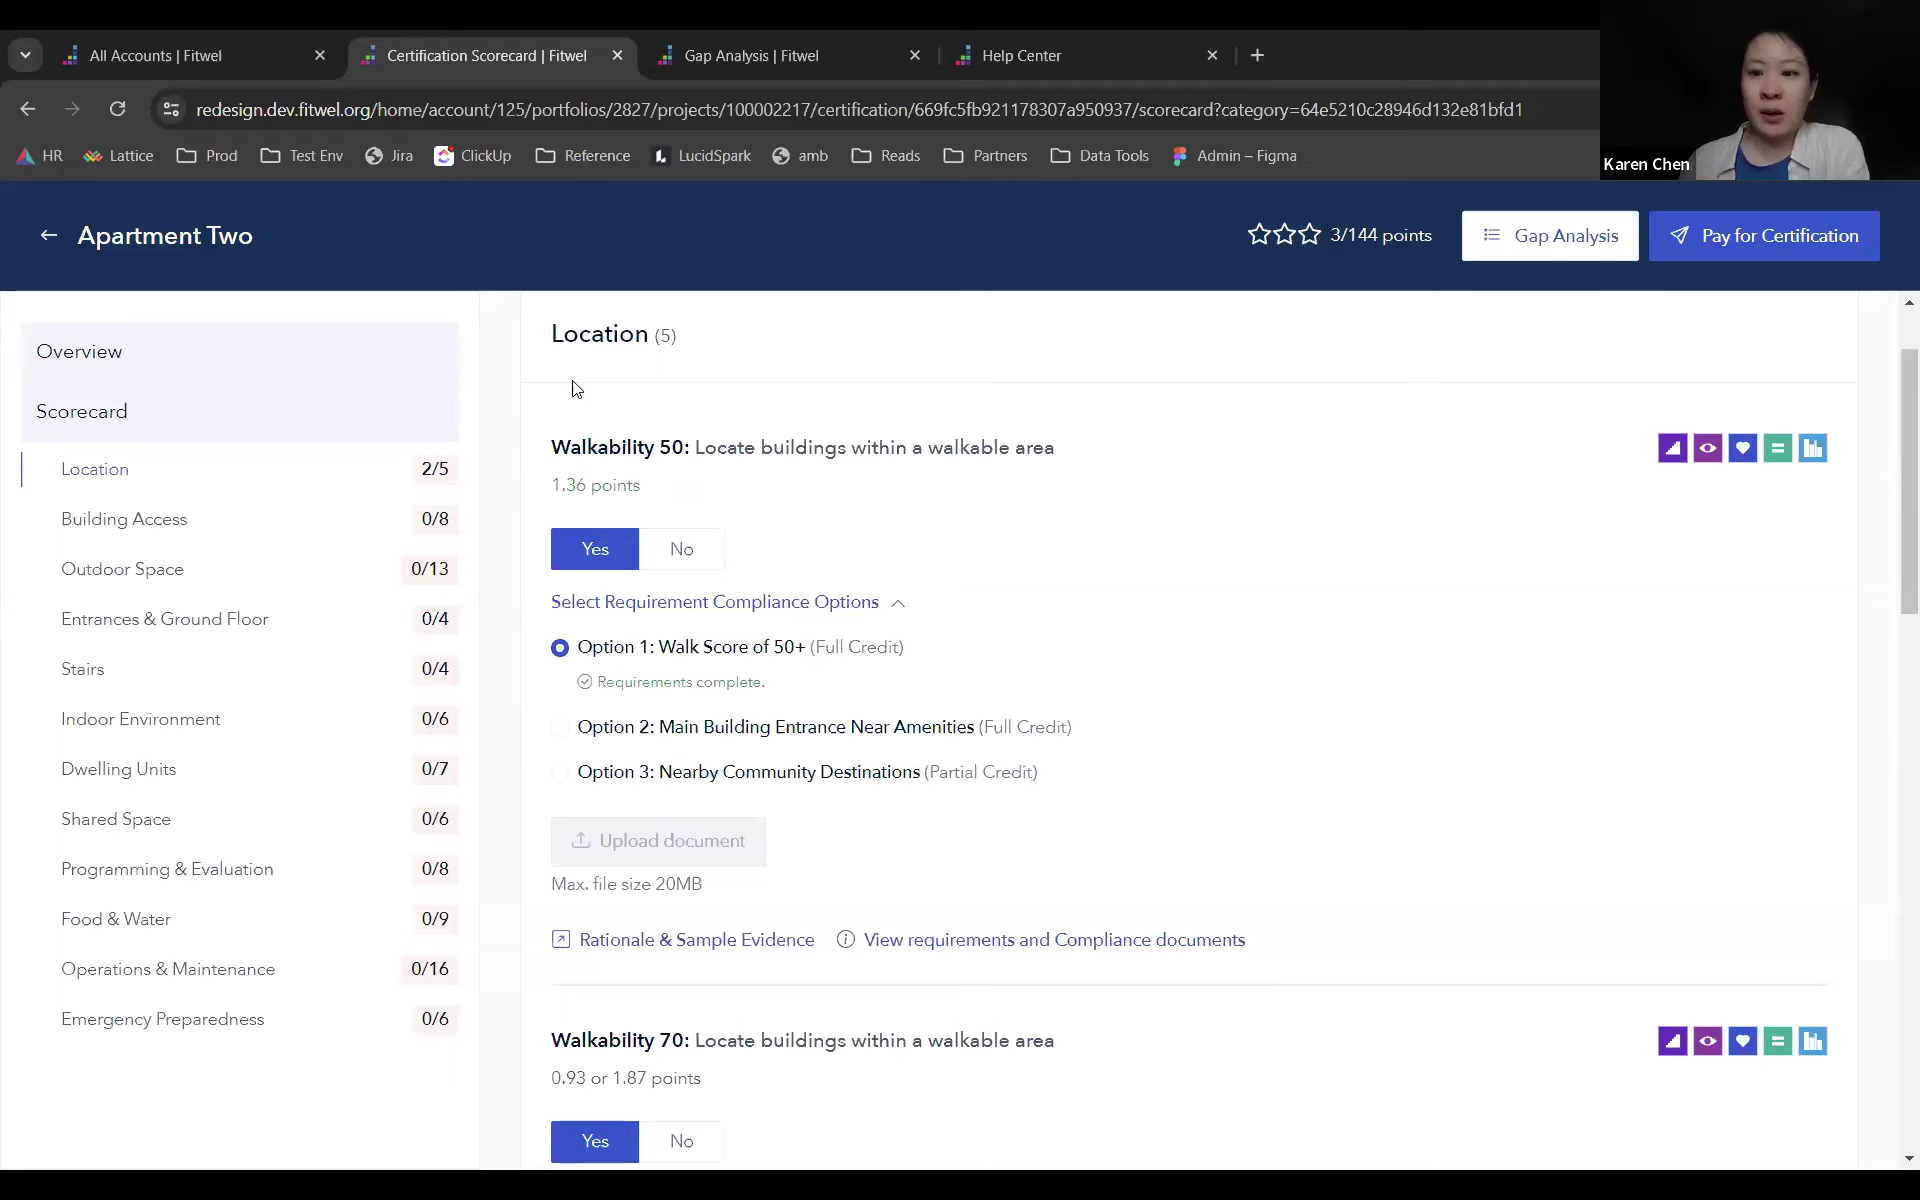 All Accounts | Fitwel
Certification Scorecard | Fitwel
Gap Analysis | Fitwel
Help Center
redesign.dev.fitwel.org/home/account/125/portfolios/2827/projects/100002217/certification/669fc5fb921178307a950937/scorecard?category=64e5210c28946d132e81bfd1
HR
Lattice
Prod
Test Env
Jira
ClickUp
Reference
LucidSpark
amb
Reads
Partners
Data Tools
Admin – Figma
Karen Chen
Apartment Two
3/144 points
Gap Analysis
Pay for Certification
Overview
Scorecard
Location 2/5
Building Access 0/8
Outdoor Space 0/13
Entrances & Ground Floor 0/4
Stairs 0/4
Indoor Environment 0/6
Dwelling Units 0/7
Shared Space 0/6
Programming & Evaluation 0/8
Food & Water 0/9
Operations & Maintenance 0/16
Emergency Preparedness 0/6
Location (5)
Walkability 50: Locate buildings within a walkable area
1.36 points
Yes No
Select Requirement Compliance Options
Option 1: Walk Score of 50+ (Full Credit)
Requirements complete.
Option 2: Main Building Entrance Near Amenities (Full Credit)
Option 3: Nearby Community Destinations (Partial Credit)
Upload document
Max. file size 20MB
Rationale & Sample Evidence
View requirements and Compliance documents
Walkability 70: Locate buildings within a walkable area
0.93 or 1.87 points
Yes No